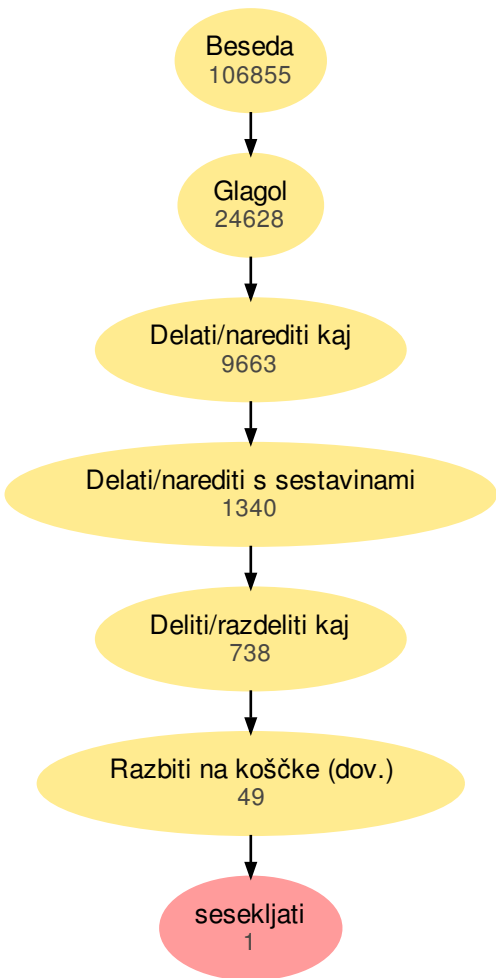 Beseda
106855
Glagol
24628
Delati/narediti kaj
9663
Delati/narediti s sestavinami
1340
Deliti/razdeliti kaj
738
Razbiti na koščke (dov.)
49
sesekljati
1